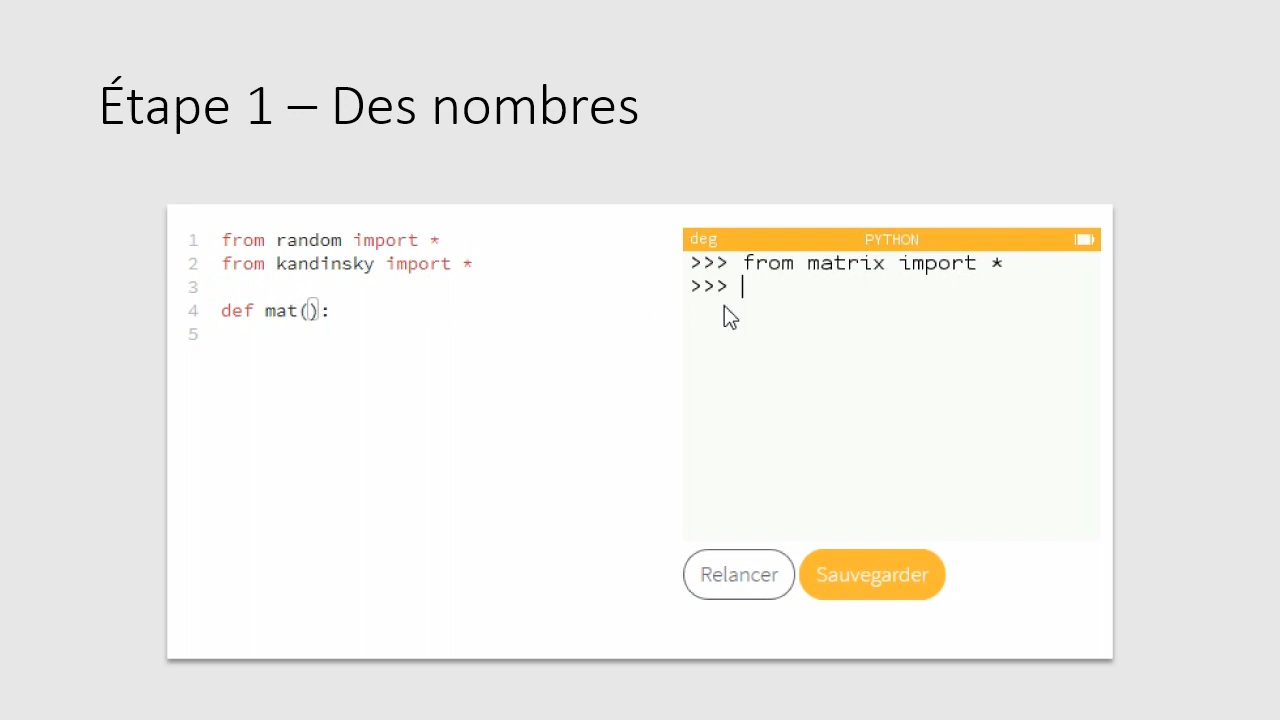 Étape 1 – Des nombres
1 from random import *
2 from kandinsky import *
3
4 def mat():
5
deg PYTHON
>>> from matrix import *
>>>
Relancer Sauvegarder